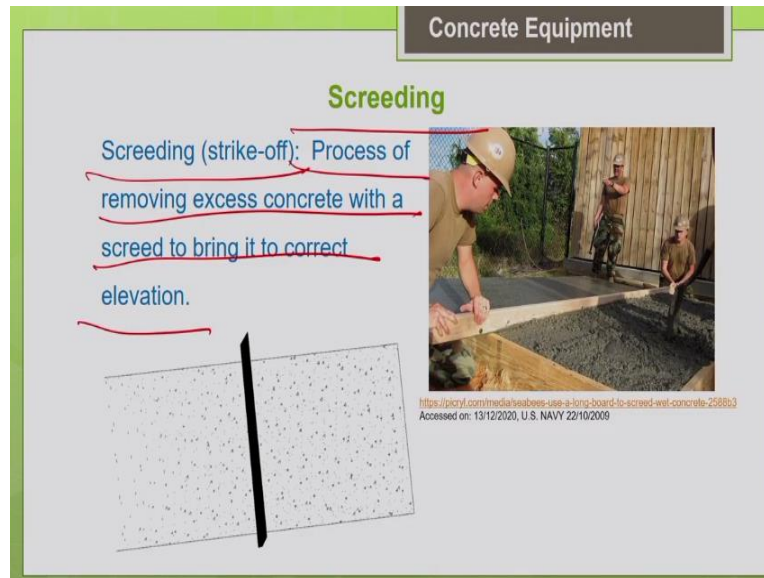 Concrete Equipment
Screeding
Screeding (strike-off): Process of
removing excess concrete with a
screed to bring it to correct
elevation.
https://picryl.com/media/seabees-use-a-long-board-to-screed-wet-concrete-2588b3
Accessed on: 13/12/2020, U.S. NAVY 22/10/2009